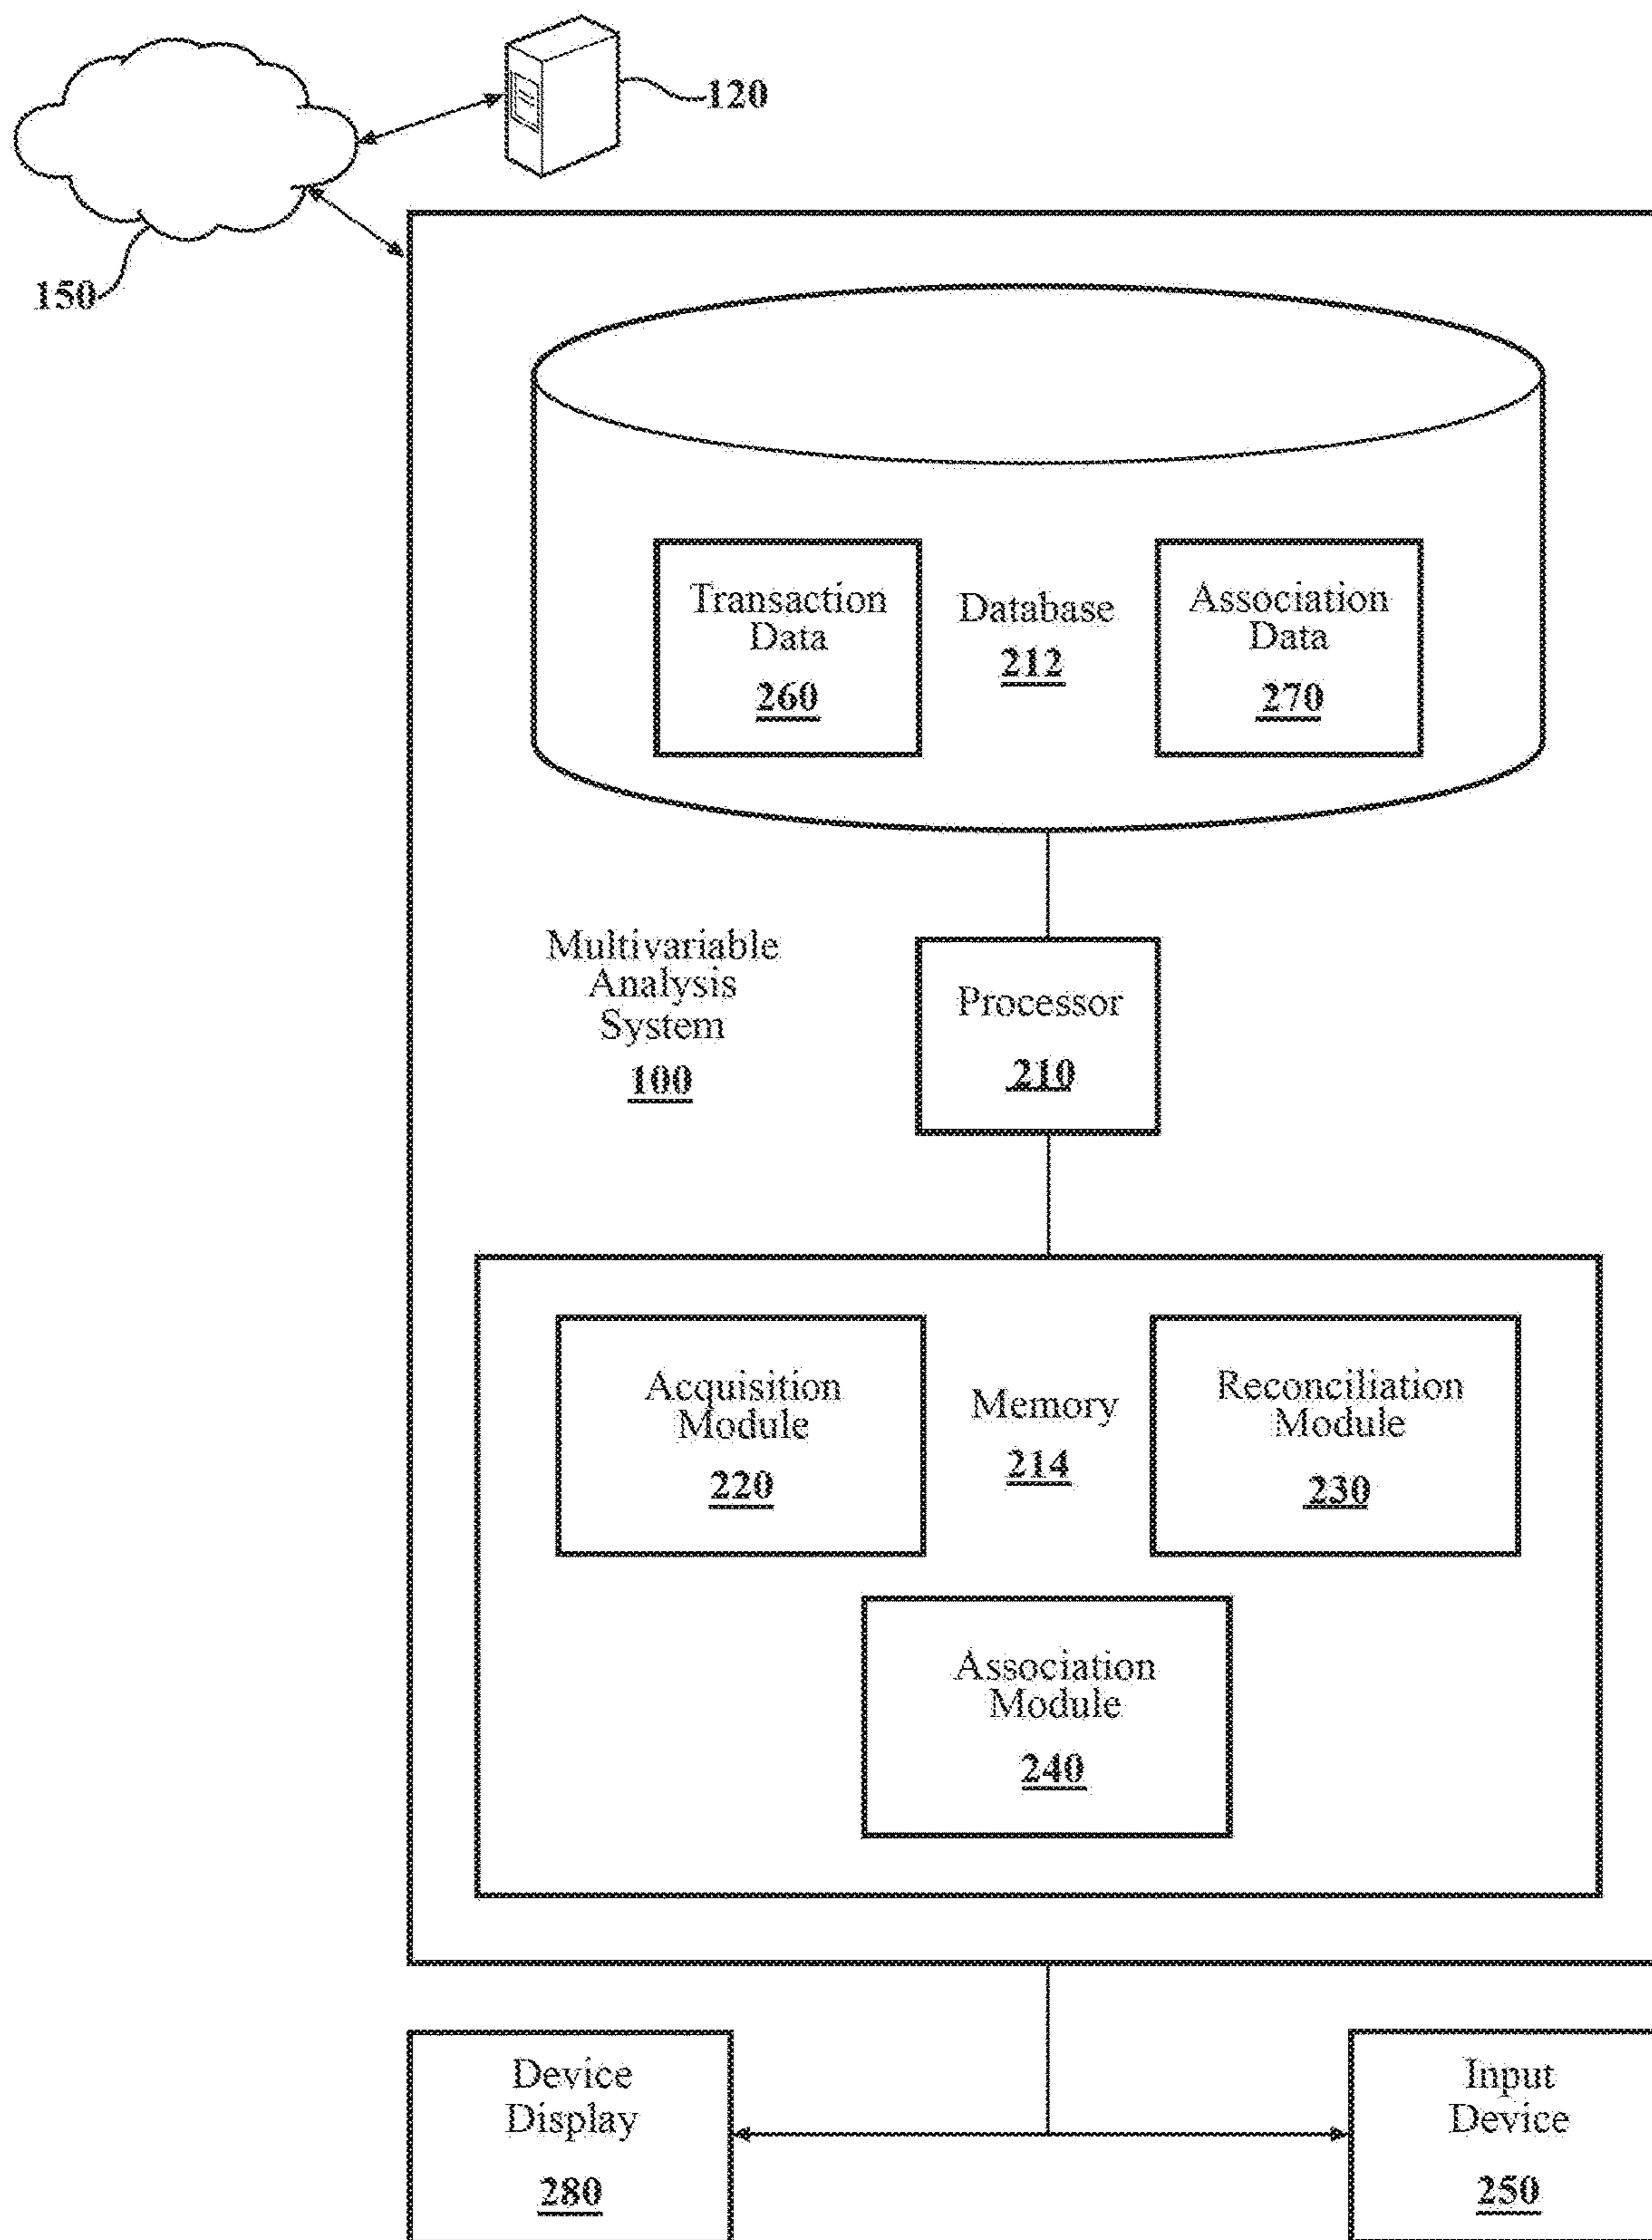 120
150
Transaction
Data
260
Database
212
Association
Data
270
Multivariable
Analysis
System
100
Processor
210
Acquisition
Module
220
Memory
214
Reconciliation
Module
230
Association
Module
240
Device
Display
280
Input
Device
250